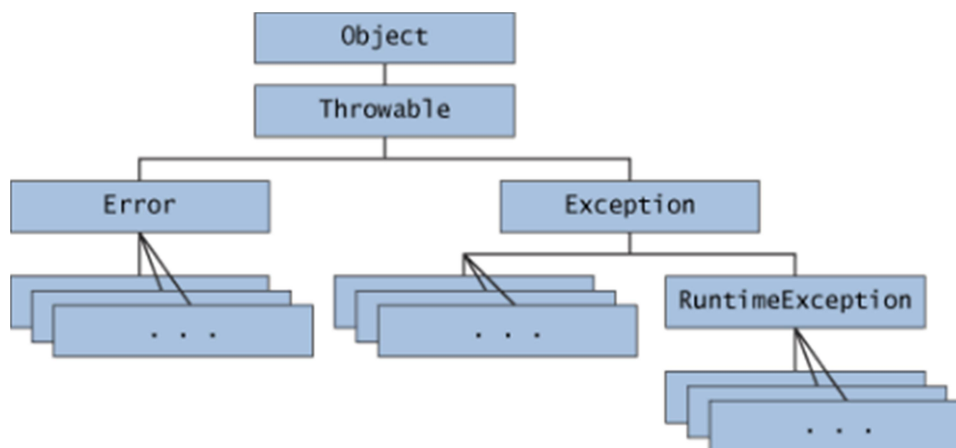 Object
Throwable
Error
Exception
. . .
. . .
RuntimeException
. . .